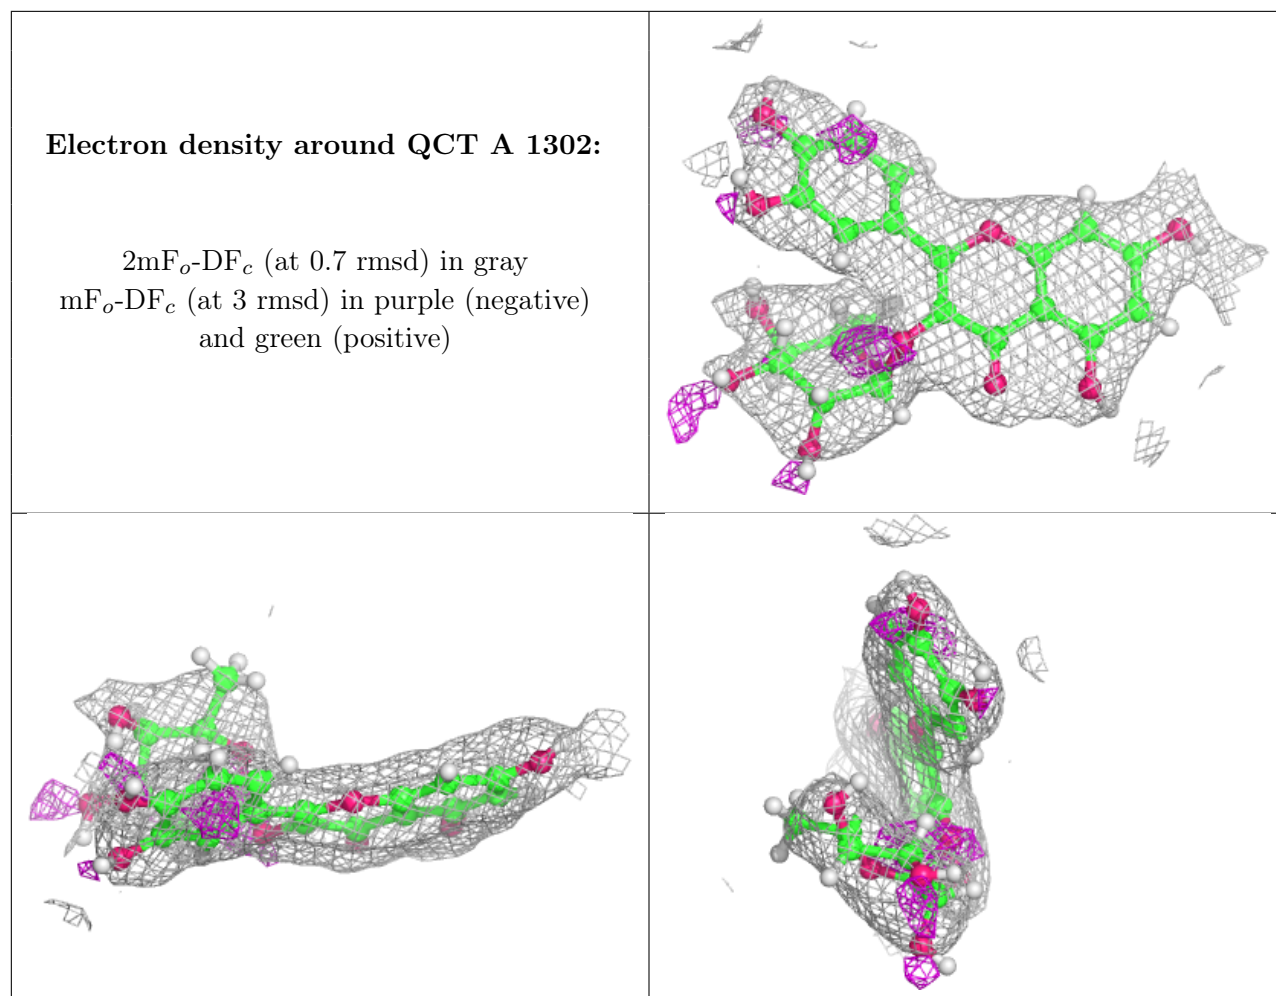 Electron density around QCT A 1302:
2mFo-DFc (at 0.7 rmsd) in gray
mFo-DFc (at 3 rmsd) in purple (negative)
and green (positive)